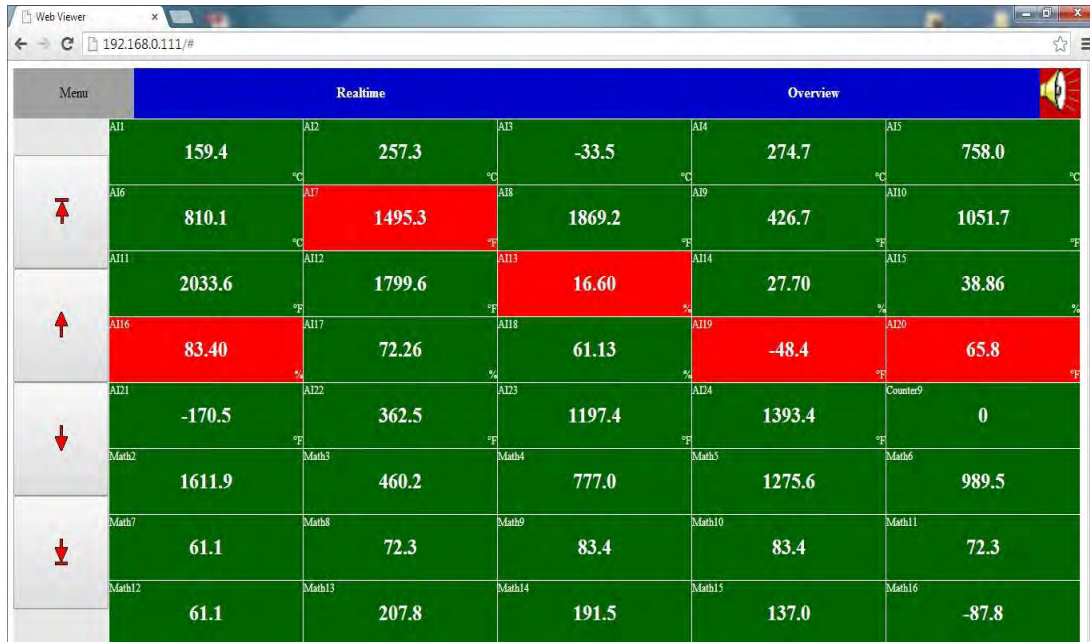 Web Viewer
192.168.0.111/#
Menu Realtime Overview
AI1 AI2 AI3 AI4 AI5
159.4 257.3 -33.5 274.7 758.0
°C °C °C °C °C
AI6 AI7 AI8 AI9 AI10
810.1 1495.3 1869.2 426.7 1051.7
°C °F °F °F °F
AI11 AI12 AI13 AI14 AI15
2033.6 1799.6 16.60 27.70 38.86
°F °F % % %
AI16 AI17 AI18 AI19 AI20
83.40 72.26 61.13 -48.4 65.8
% % % °F °F
AI21 AI22 AI23 AI24 Counter9
-170.5 362.5 1197.4 1393.4 0
°F °F °F °F
Math2 Math3 Math4 Math5 Math6
1611.9 460.2 777.0 1275.6 989.5
Math7 Math8 Math9 Math10 Math11
61.1 72.3 83.4 83.4 72.3
Math12 Math13 Math14 Math15 Math16
61.1 207.8 191.5 137.0 -87.8